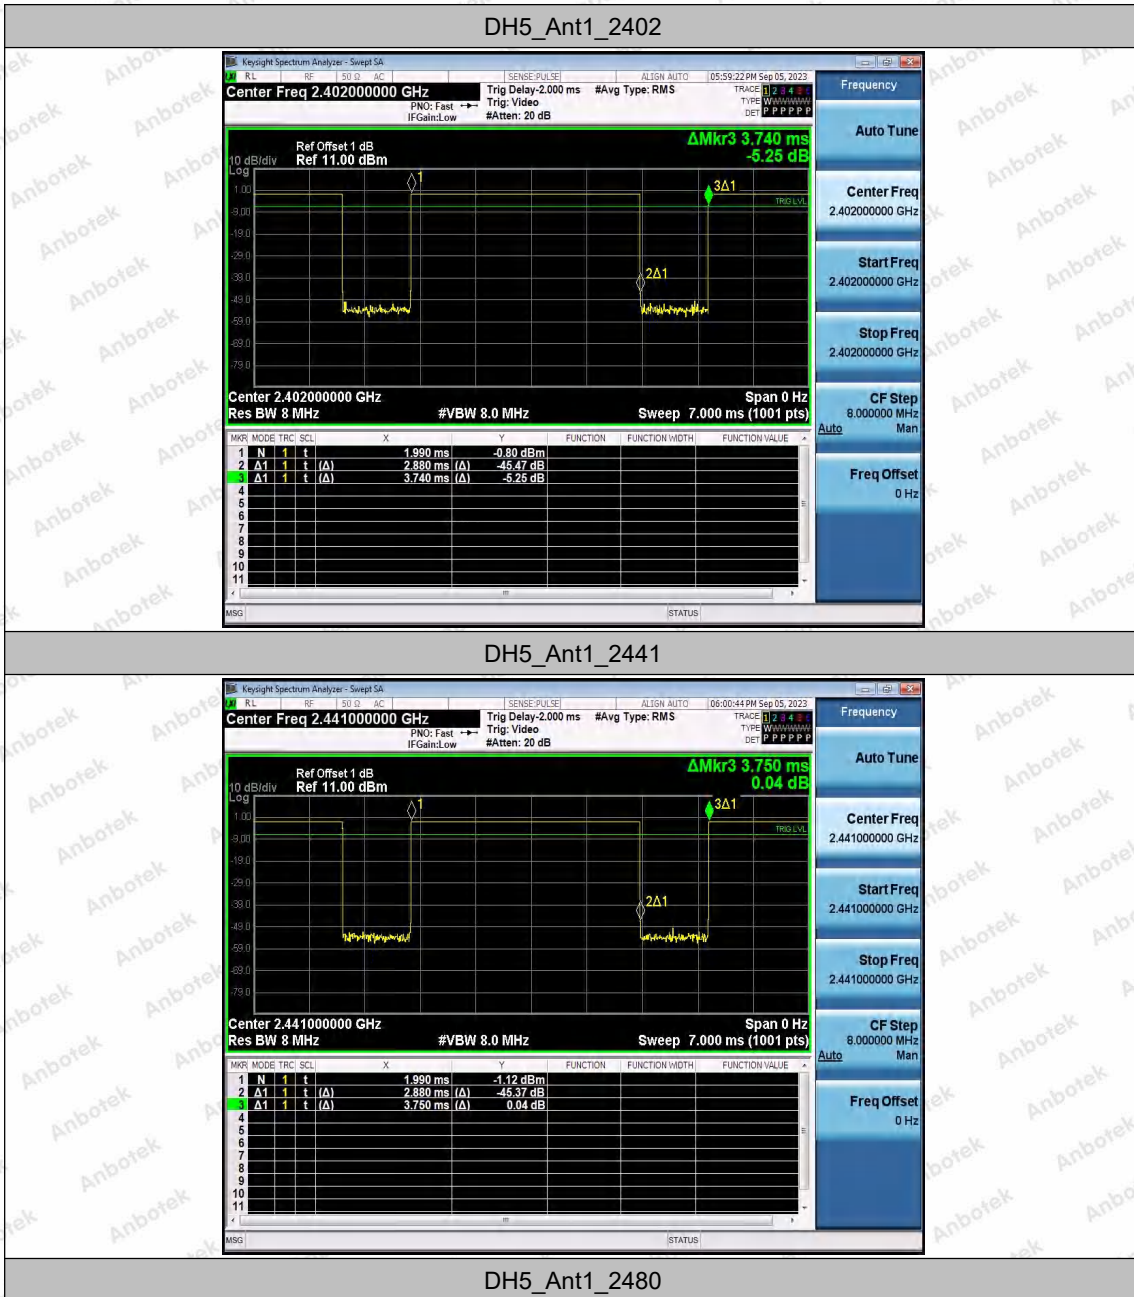 DH5_Ant1_2402
Keysight Spectrum Analyzer - Swept SA
RL RF 50 Ω AC SENSE:PULSE ALIGN AUTO 05:59:22 PM Sep 05, 2023
Center Freq 2.402000000 GHz
PNO: Fast
IFGain:Low
Trig Delay-2.000 ms
Trig: Video
#Atten: 20 dB
#Avg Type: RMS
TRACE 1 2 3 4 5 6
TYPE WWWWWW
DET P P P P P P
Frequency
Auto Tune
Center Freq
2.402000000 GHz
Start Freq
2.402000000 GHz
Stop Freq
2.402000000 GHz
CF Step
8.000000 MHz
Auto Man
Freq Offset
0 Hz
ΔMkr3 3.740 ms
-5.25 dB
Ref Offset 1 dB
10 dB/div Ref 11.00 dBm
Log
1.00
-9.00
-19.0
-29.0
-39.0
-49.0
-59.0
-69.0
-79.0
1
2Δ1
3Δ1
TRIG LVL
Center 2.402000000 GHz Span 0 Hz
Res BW 8 MHz #VBW 8.0 MHz Sweep 7.000 ms (1001 pts)
MKR MODE TRC SCL X Y FUNCTION FUNCTION WIDTH FUNCTION VALUE
1 N 1 t 1.990 ms -0.80 dBm
2 Δ1 1 t (Δ) 2.880 ms (Δ) -45.47 dB
3 Δ1 1 t (Δ) 3.740 ms (Δ) -5.25 dB
4
5
6
7
8
9
10
11
MSG STATUS
DH5_Ant1_2441
Keysight Spectrum Analyzer - Swept SA
RL RF 50 Ω AC SENSE:PULSE ALIGN AUTO 06:00:44 PM Sep 05, 2023
Center Freq 2.441000000 GHz
PNO: Fast
IFGain:Low
Trig Delay-2.000 ms
Trig: Video
#Atten: 20 dB
#Avg Type: RMS
TRACE 1 2 3 4 5 6
TYPE WWWWWW
DET P P P P P P
Frequency
Auto Tune
Center Freq
2.441000000 GHz
Start Freq
2.441000000 GHz
Stop Freq
2.441000000 GHz
CF Step
8.000000 MHz
Auto Man
Freq Offset
0 Hz
ΔMkr3 3.750 ms
0.04 dB
Ref Offset 1 dB
10 dB/div Ref 11.00 dBm
Log
1.00
-9.00
-19.0
-29.0
-39.0
-49.0
-59.0
-69.0
-79.0
1
2Δ1
3Δ1
TRIG LVL
Center 2.441000000 GHz Span 0 Hz
Res BW 8 MHz #VBW 8.0 MHz Sweep 7.000 ms (1001 pts)
MKR MODE TRC SCL X Y FUNCTION FUNCTION WIDTH FUNCTION VALUE
1 N 1 t 1.990 ms -1.12 dBm
2 Δ1 1 t (Δ) 2.880 ms (Δ) -45.37 dB
3 Δ1 1 t (Δ) 3.750 ms (Δ) 0.04 dB
4
5
6
7
8
9
10
11
MSG STATUS
DH5_Ant1_2480
Anbotek